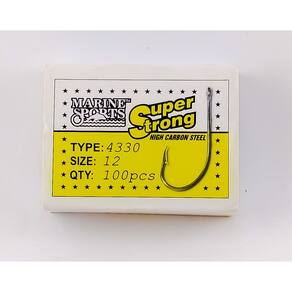 MARINE
SPORTS
Super
Strong
HIGH CARBON STEEL
TYPE: 4330
SIZE: 12
QTY: 100pcs